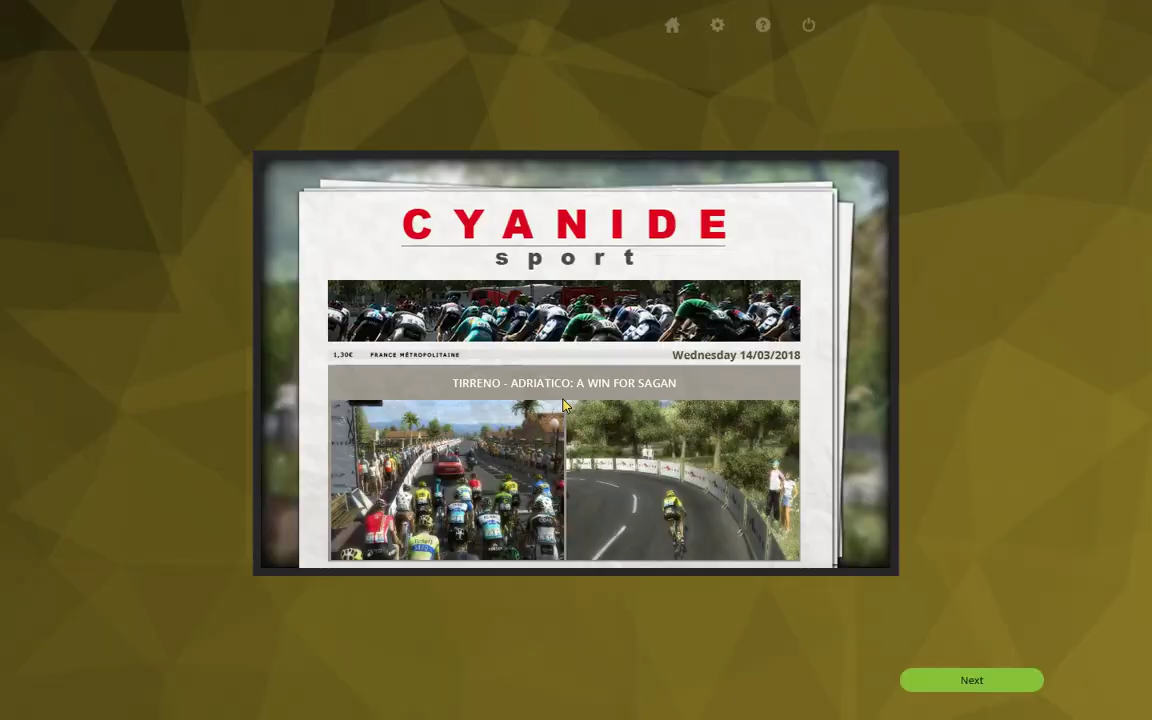 CYANIDE
sport
1,30€ FRANCE MÉTROPOLITAINE Wednesday 14/03/2018
TIRRENO - ADRIATICO: A WIN FOR SAGAN
Next